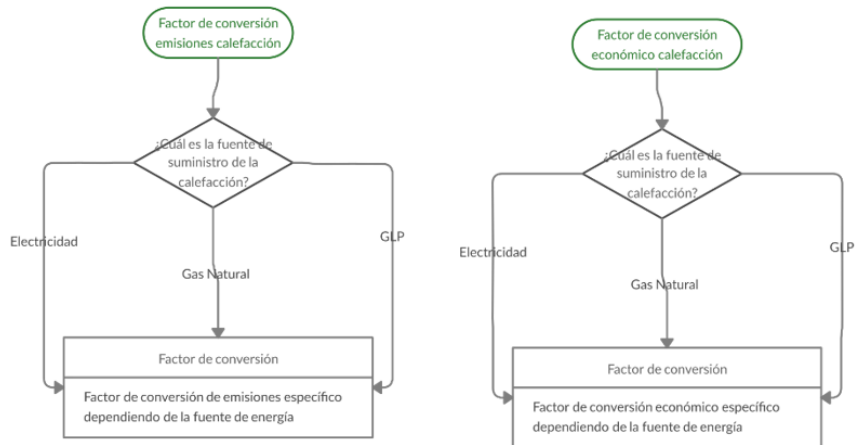 Factor de conversión
emisiones calefacción
¿Cuál es la fuente de
suministro de la
calefacción?
Electricidad
GLP
Gas Natural
Factor de conversión
Factor de conversión de emisiones específico
dependiendo de la fuente de energía
Factor de conversión
económico calefacción
¿Cuál es la fuente de
suministro de la
calefacción?
Electricidad
GLP
Gas Natural
Factor de conversión
Factor de conversión económico específico
dependiendo de la fuente de energía